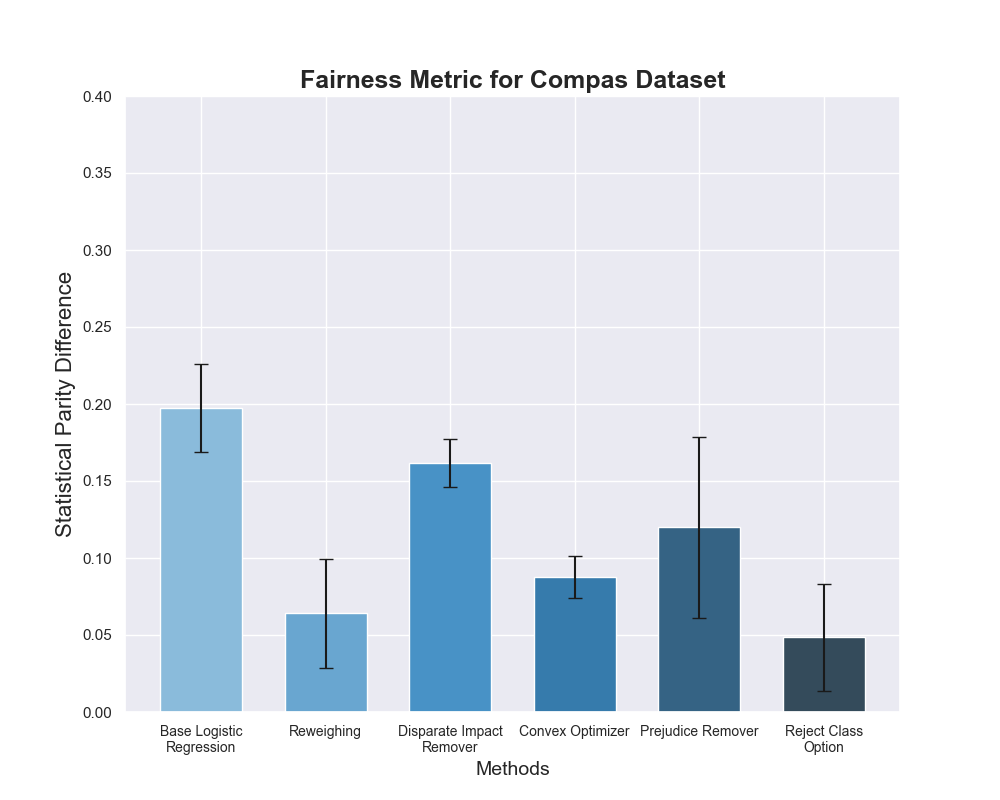 Fairness Metric for Compas Dataset
Statistical Parity Difference
0.40
0.35
0.30
0.25
0.20
0.15
0.10
0.05
0.00
Base Logistic
Regression
Reweighing
Disparate Impact
Remover
Convex Optimizer
Prejudice Remover
Reject Class
Option
Methods